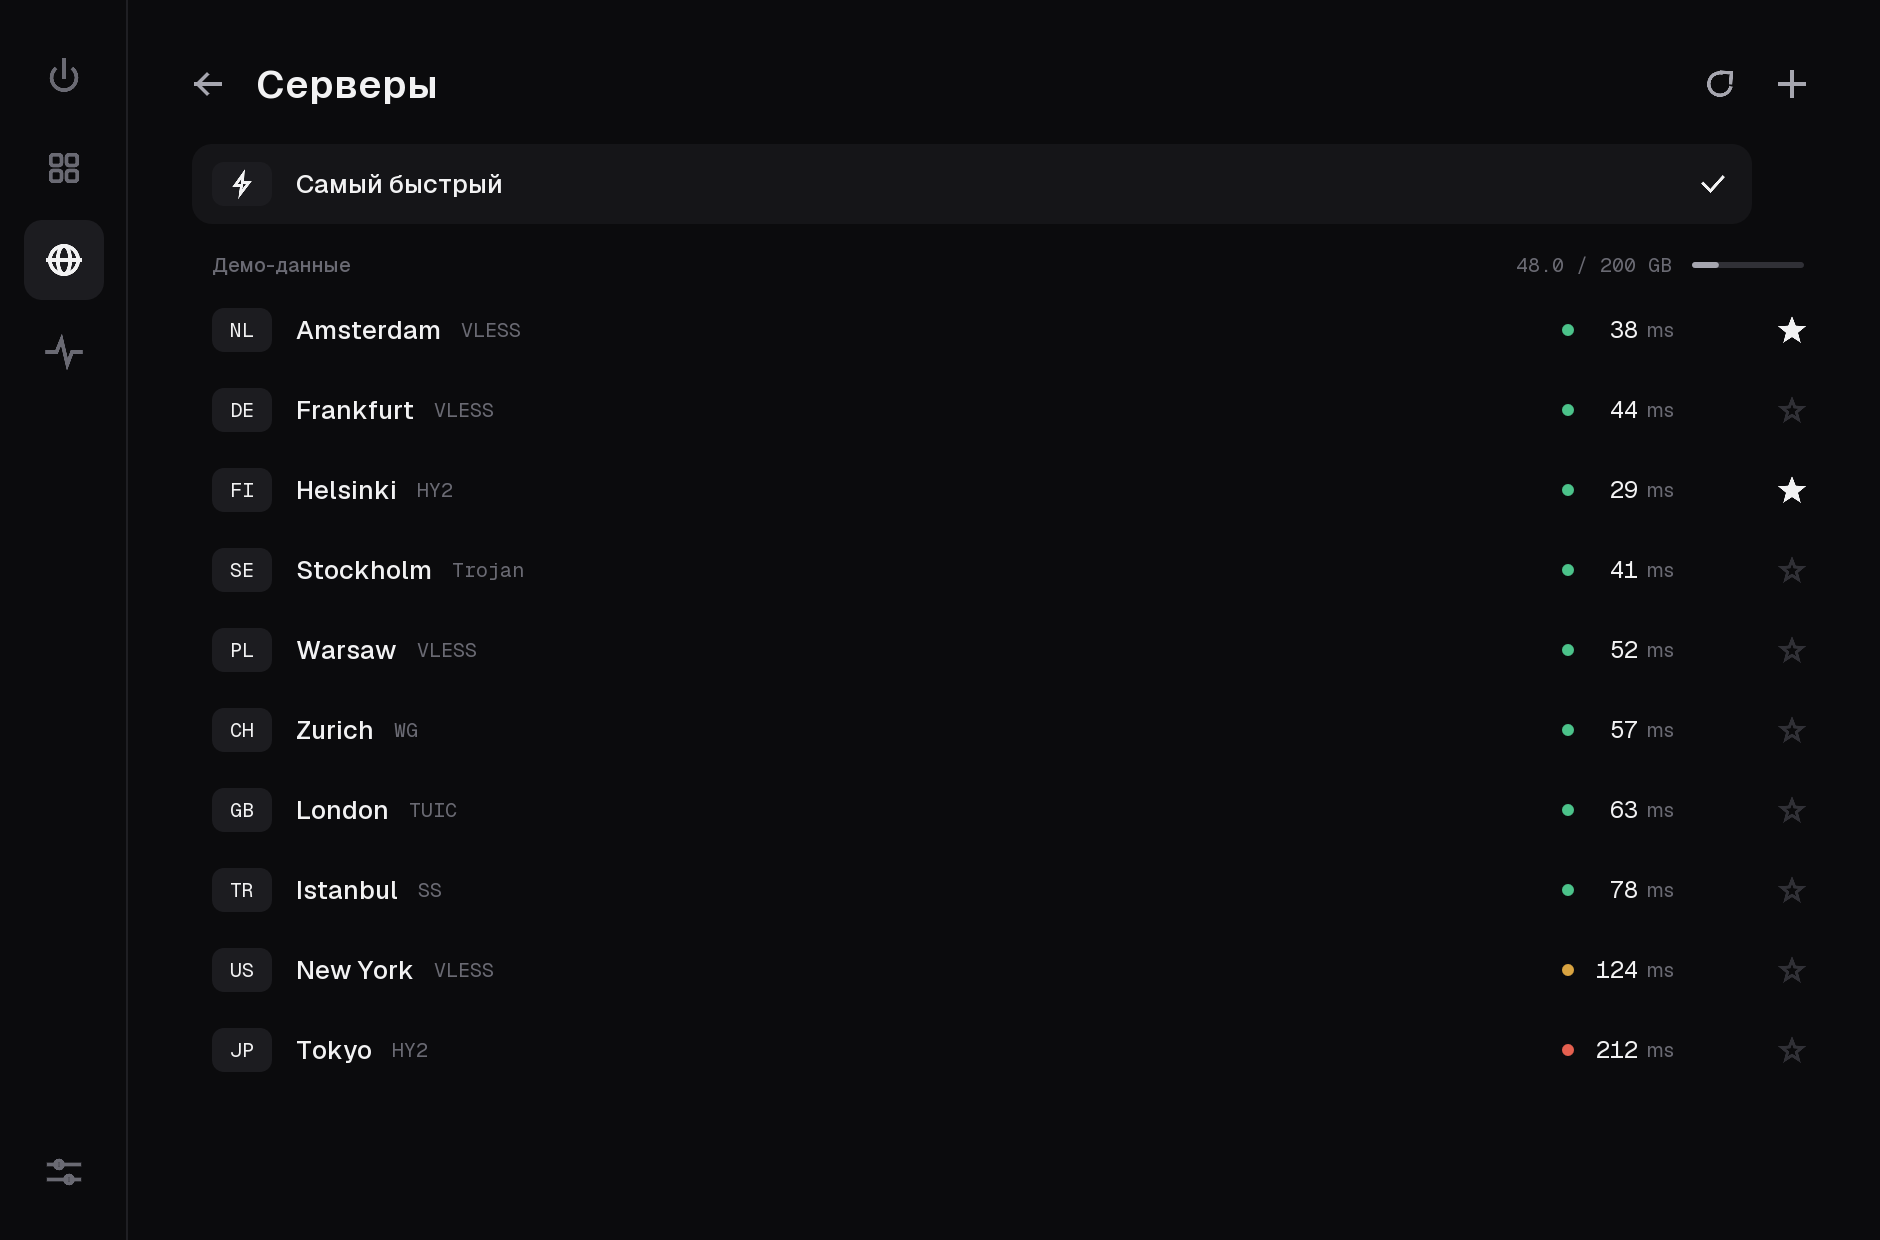 Серверы
Самый быстрый
Демо-данные 48.0 / 200 GB
NL Amsterdam VLESS 38 ms
DE Frankfurt VLESS 44 ms
FI Helsinki HY2 29 ms
SE Stockholm Trojan 41 ms
PL Warsaw VLESS 52 ms
CH Zurich WG 57 ms
GB London TUIC 63 ms
TR Istanbul SS 78 ms
US New York VLESS 124 ms
JP Tokyo HY2 212 ms